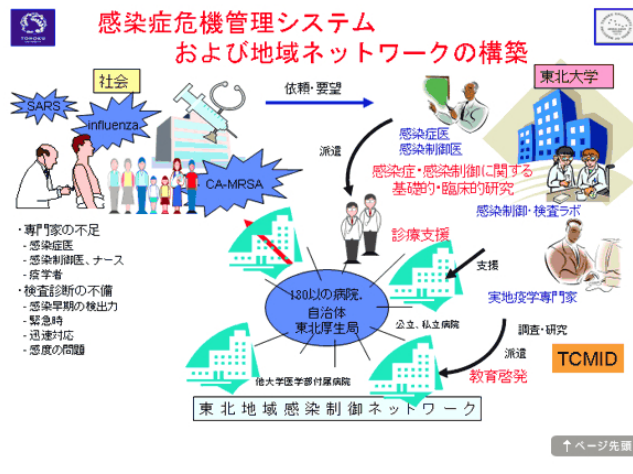 感染症危機管理システム
および地域ネットワークの構築
TOHOKU
社会
SARS
influenza
CA-MRSA
依頼・要望
東北大学
感染症医
感染制御医
派遣
感染症・感染制御に関する
基礎的・臨床的研究
感染制御・検査ラボ
・専門家の不足
- 感染症医
- 感染制御医、ナース
- 疫学者
・検査診断の不備
- 感染早期の検出力
- 緊急時
- 迅速対応
- 感度の問題
診療支援
支援
180以の病院,
自治体
東北厚生局
公立、私立病院
実地疫学専門家
調査・研究
派遣
TCMID
教育啓発
他大学医学部付属病院
東北地域感染制御ネットワーク
↑ページ先頭